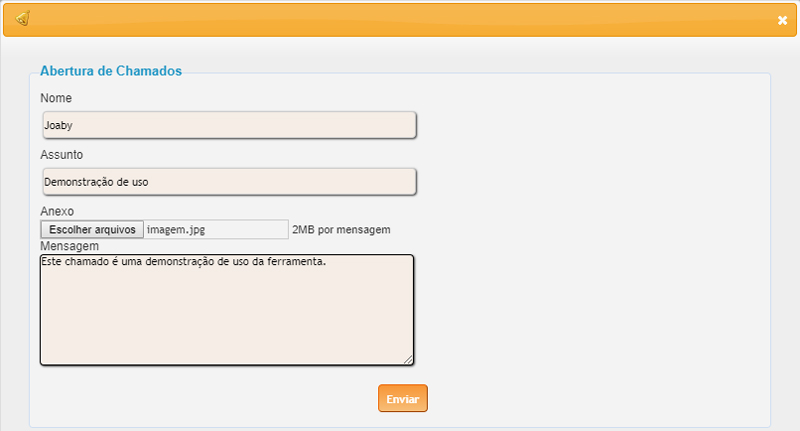 Abertura de Chamados
Nome
Joaby
Assunto
Demonstração de uso
Anexo
Escolher arquivos imagem.jpg 2MB por mensagem
Mensagem
Este chamado é uma demonstração de uso da ferramenta.
Enviar